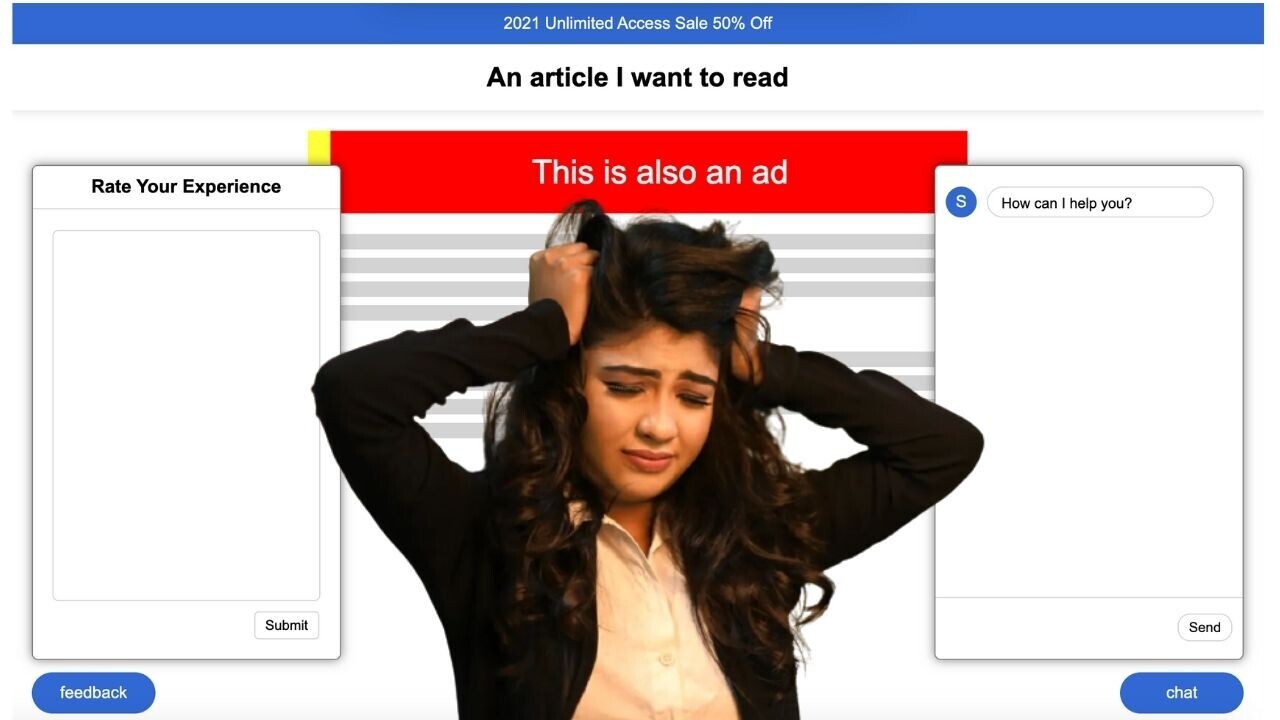 2021 Unlimited Access Sale 50% Off
An article I want to read
This is also an ad
Rate Your Experience
Submit
feedback
S
How can I help you?
Send
chat